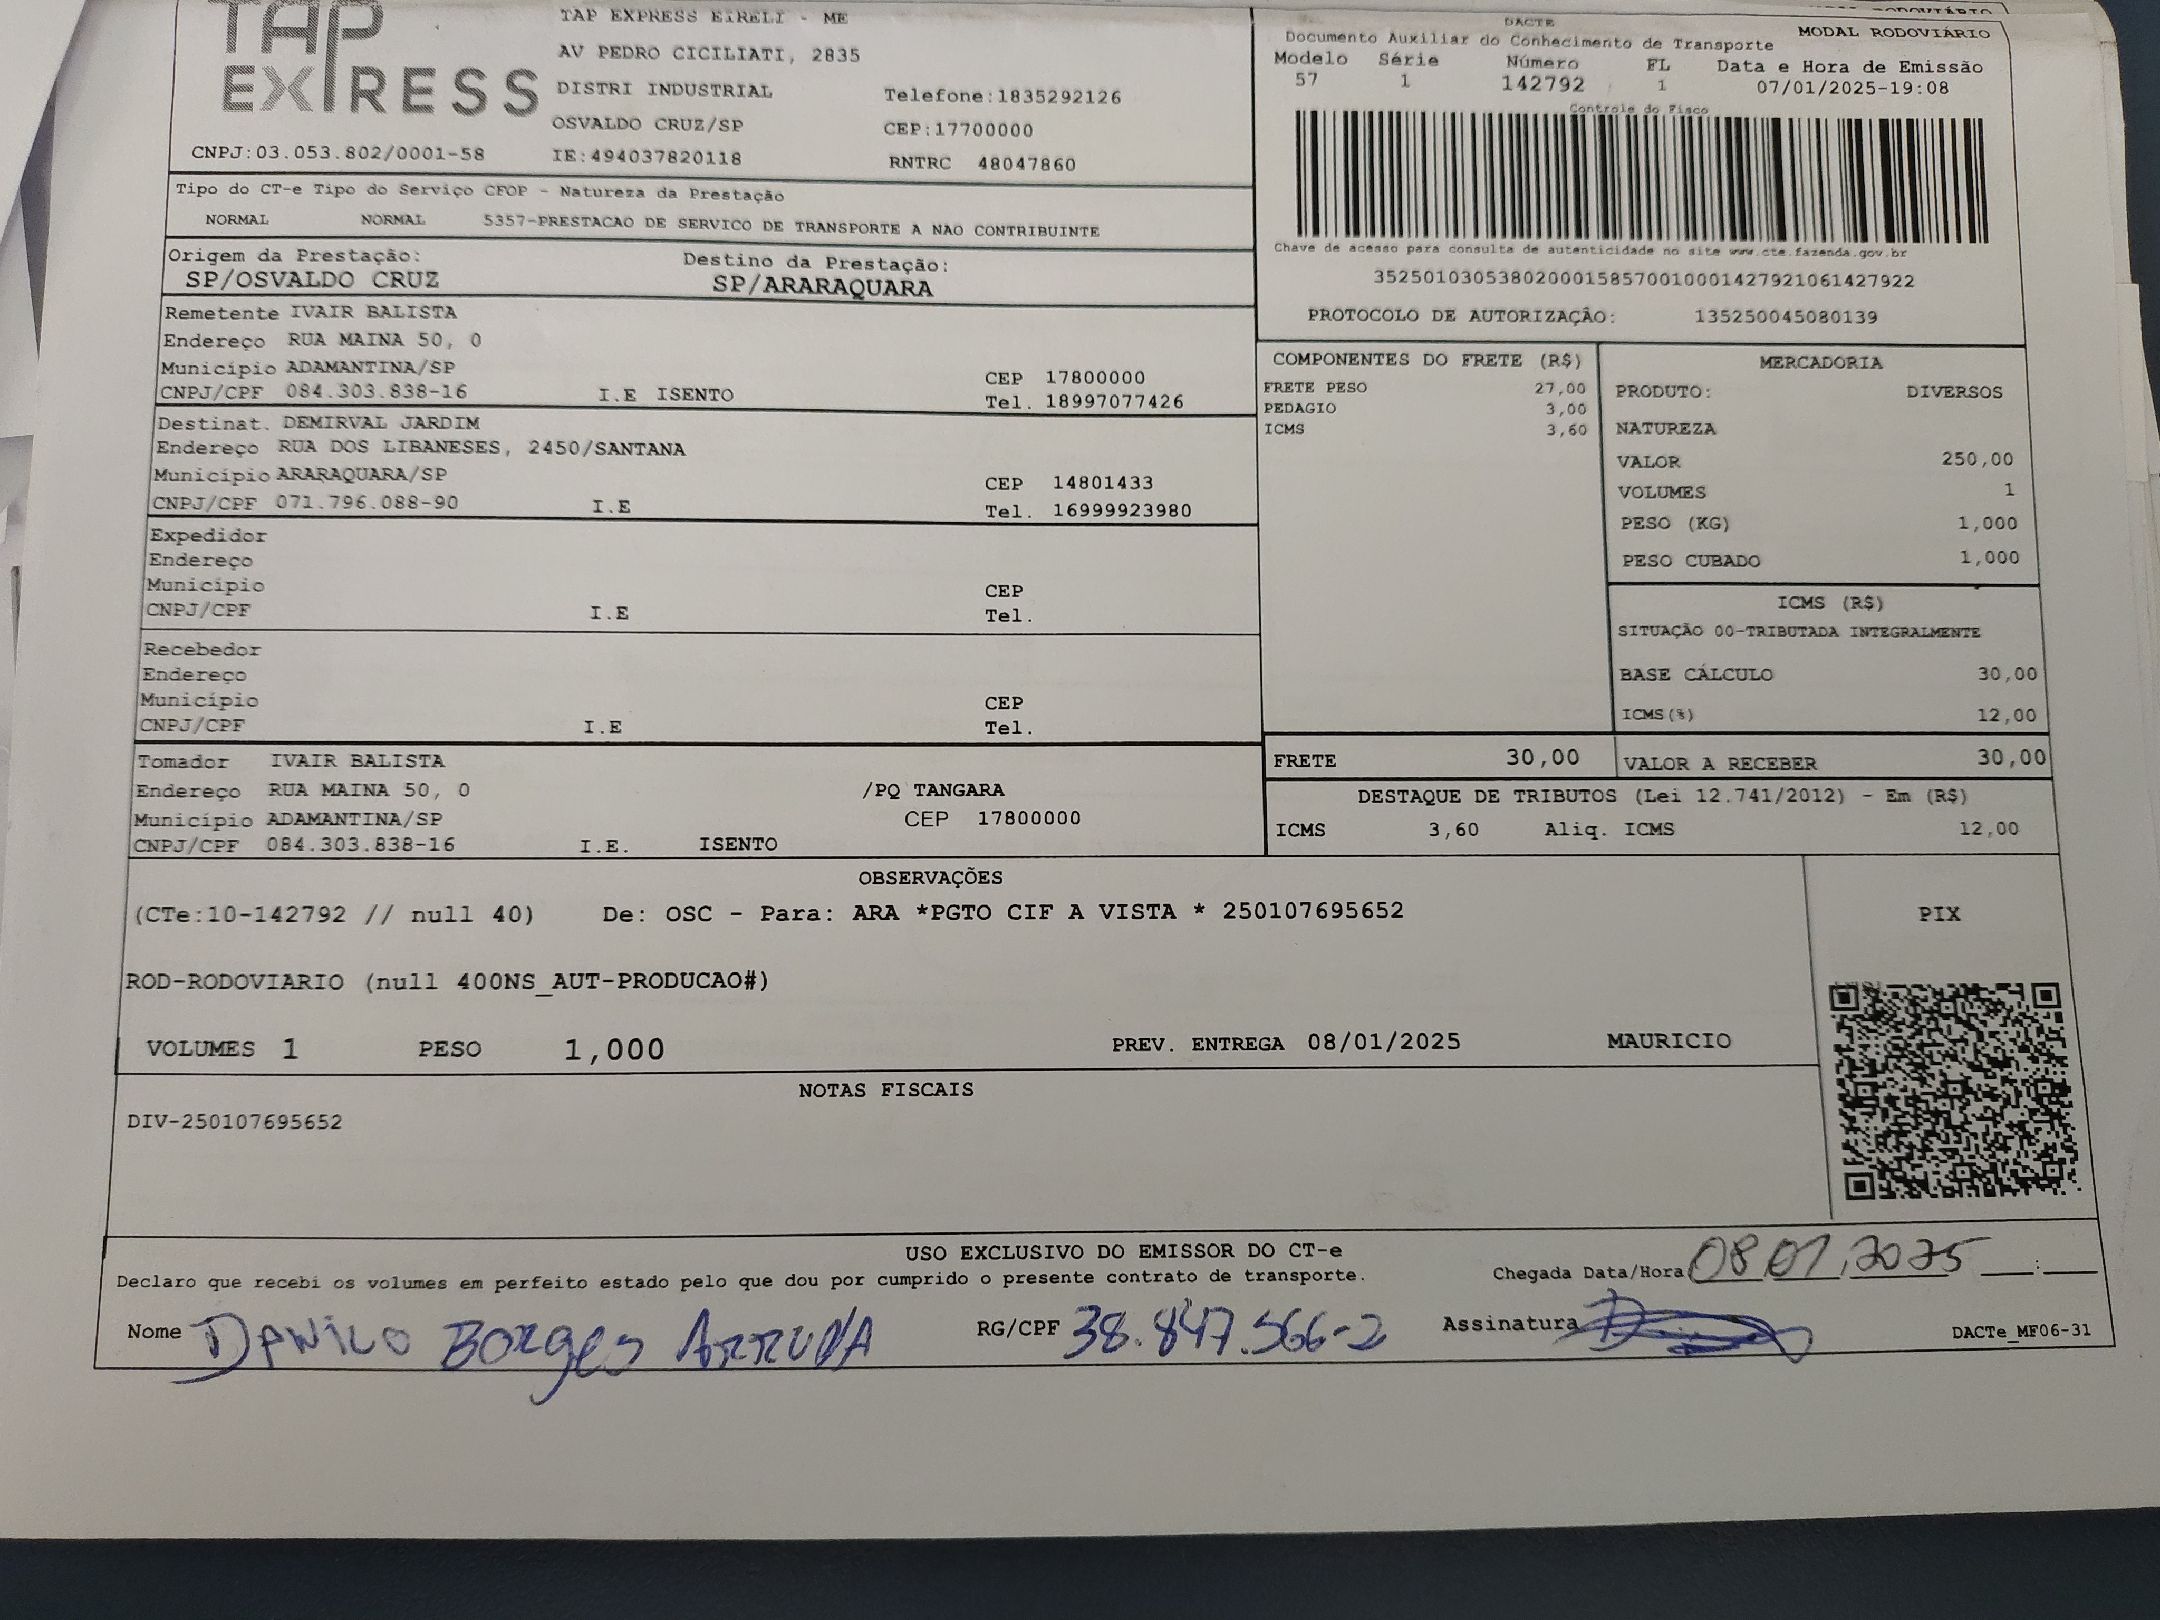 TAP
EXPRESS
TAP EXPRESS EIRELI - ME
AV PEDRO CICILIATI, 2835
DISTRI INDUSTRIAL
Telefone:1835292126
OSVALDO CRUZ/SP
CEP:17700000
CNPJ:03.053.802/0001-58
IE:494037820118
RNTRC 48047860
DACTE
Documento Auxiliar do Conhecimento de Transporte
MODAL RODOVIÁRIO
Modelo Série Número FL Data e Hora de Emissão
57 1 142792 1 07/01/2025-19:08
Controle do Fisco
Chave de acesso para consulta de autenticidade no site www.cte.fazenda.gov.br
35250103053802000158570010001427921061427922
PROTOCOLO DE AUTORIZAÇÂO: 135250045080139
Tipo do CT-e Tipo do Serviço CFOP - Natureza da Prestação
NORMAL NORMAL 5357-PRESTACAO DE SERVICO DE TRANSPORTE A NAO CONTRIBUINTE
Origem da Prestação: Destino da Prestação:
SP/OSVALDO CRUZ SP/ARARAQUARA
Remetente IVAIR BALISTA
Endereço RUA MAINA 50, 0
Município ADAMANTINA/SP CEP 17800000
CNPJ/CPF 084.303.838-16 I.E ISENTO Tel. 18997077426
Destinat. DEMIRVAL JARDIM
Endereço RUA DOS LIBANESES, 2450/SANTANA
Município ARARAQUARA/SP CEP 14801433
CNPJ/CPF 071.796.088-90 I.E Tel. 16999923980
Expedidor
Endereço
Município CEP
CNPJ/CPF I.E Tel.
Recebedor
Endereço
Município CEP
CNPJ/CPF I.E Tel.
Tomador IVAIR BALISTA
Endereço RUA MAINA 50, 0 /PQ TANGARA
Município ADAMANTINA/SP CEP 17800000
CNPJ/CPF 084.303.838-16 I.E. ISENTO
COMPONENTES DO FRETE (R$)
FRETE PESO 27,00
PEDAGIO 3,00
ICMS 3,60
MERCADORIA
PRODUTO: DIVERSOS
NATUREZA
VALOR 250,00
VOLUMES 1
PESO (KG) 1,000
PESO CUBADO 1,000
ICMS (R$)
SITUAÇÃO 00-TRIBUTADA INTEGRALMENTE
BASE CÁLCULO 30,00
ICMS(%) 12,00
FRETE 30,00 VALOR A RECEBER 30,00
DESTAQUE DE TRIBUTOS (Lei 12.741/2012) - Em (R$)
ICMS 3,60 Aliq. ICMS 12,00
OBSERVAÇÕES
(CTe:10-142792 // null 40) De: OSC - Para: ARA *PGTO CIF A VISTA * 250107695652
PIX
ROD-RODOVIARIO (null 400NS_AUT-PRODUCAO#)
VOLUMES 1 PESO 1,000 PREV. ENTREGA 08/01/2025 MAURICIO
NOTAS FISCAIS
DIV-250107695652
USO EXCLUSIVO DO EMISSOR DO CT-e
Declaro que recebi os volumes em perfeito estado pelo que dou por cumprido o presente contrato de transporte.
Chegada Data/Hora 08,01,2025 ___:___
Nome Danilo Borges Arruda RG/CPF 38.847.566-2 Assinatura
DACTe_MF06-31